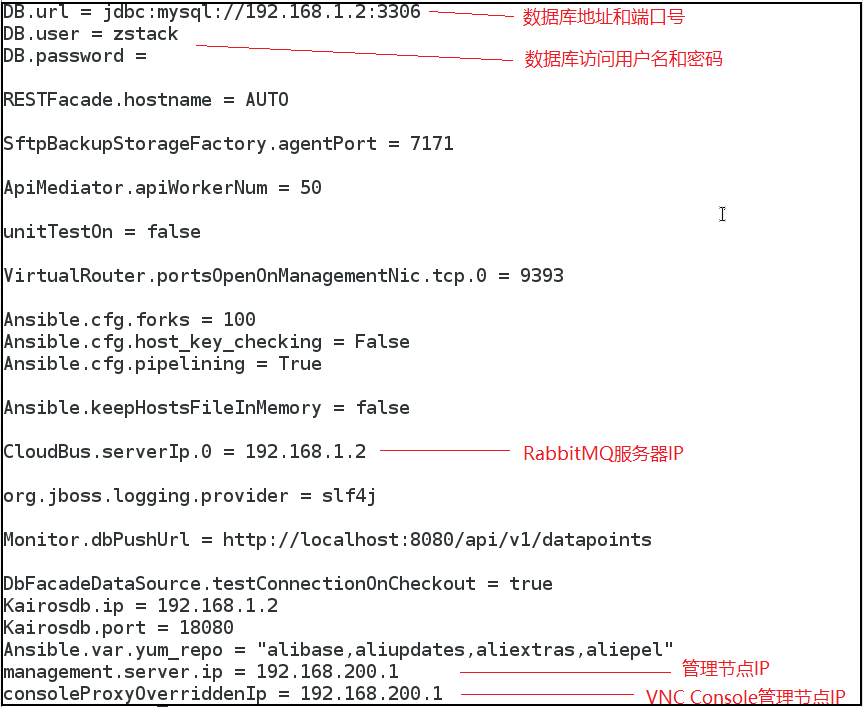 DB.url = jdbc:mysql://192.168.1.2:3306 数据库地址和端口号
DB.user = zstack
DB.password = 数据库访问用户名和密码
RESTFacade.hostname = AUTO
SftpBackupStorageFactory.agentPort = 7171
ApiMediator.apiWorkerNum = 50
unitTestOn = false
VirtualRouter.portsOpenOnManagementNic.tcp.0 = 9393
Ansible.cfg.forks = 100
Ansible.cfg.host_key_checking = False
Ansible.cfg.pipelining = True
Ansible.keepHostsFileInMemory = false
CloudBus.serverIp.0 = 192.168.1.2 RabbitMQ服务器IP
org.jboss.logging.provider = slf4j
Monitor.dbPushUrl = http://localhost:8080/api/v1/datapoints
DbFacadeDataSource.testConnectionOnCheckout = true
Kairosdb.ip = 192.168.1.2
Kairosdb.port = 18080
Ansible.var.yum_repo = "alibase,aliupdates,aliextras,aliepel"
management.server.ip = 192.168.200.1 管理节点IP
consoleProxyOverriddenIp = 192.168.200.1 VNC Console管理节点IP